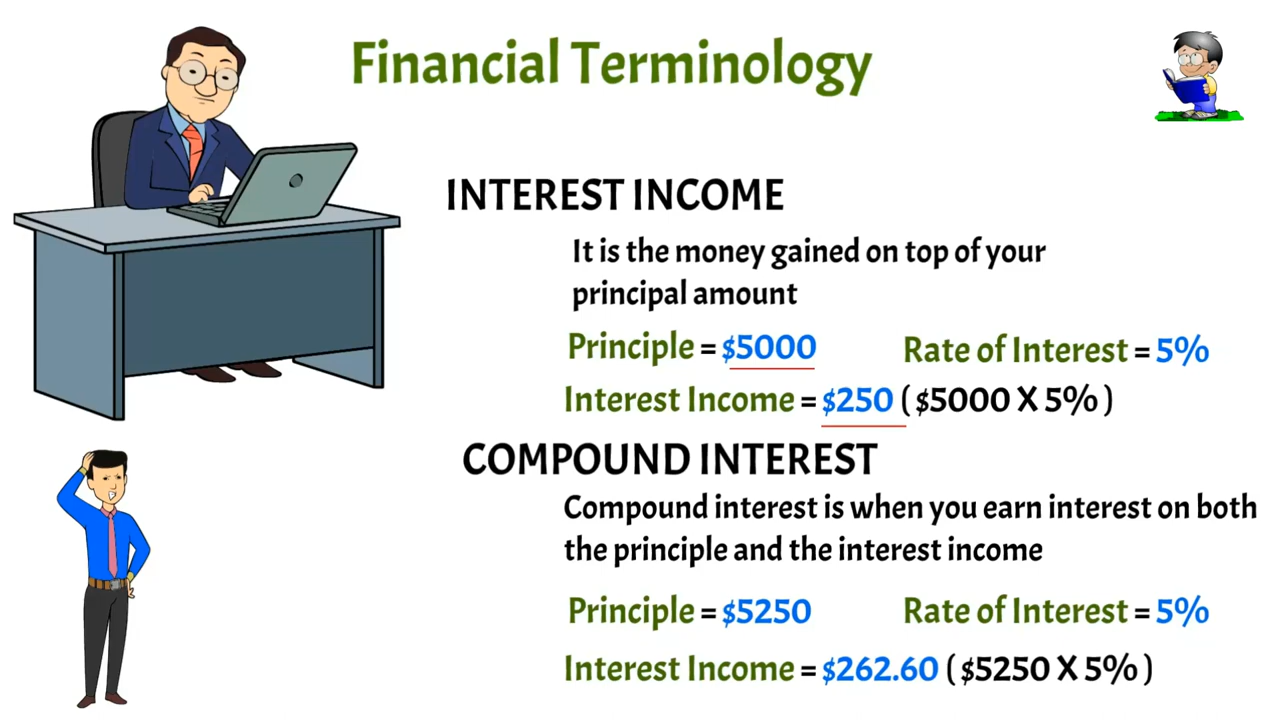 Financial Terminology
INTEREST INCOME
It is the money gained on top of your
principal amount
Principle = $5000 Rate of Interest = 5%
Interest Income = $250 ( $5000 X 5% )
COMPOUND INTEREST
Compound interest is when you earn interest on both
the principle and the interest income
Principle = $5250 Rate of Interest = 5%
Interest Income = $262.60 ( $5250 X 5% )